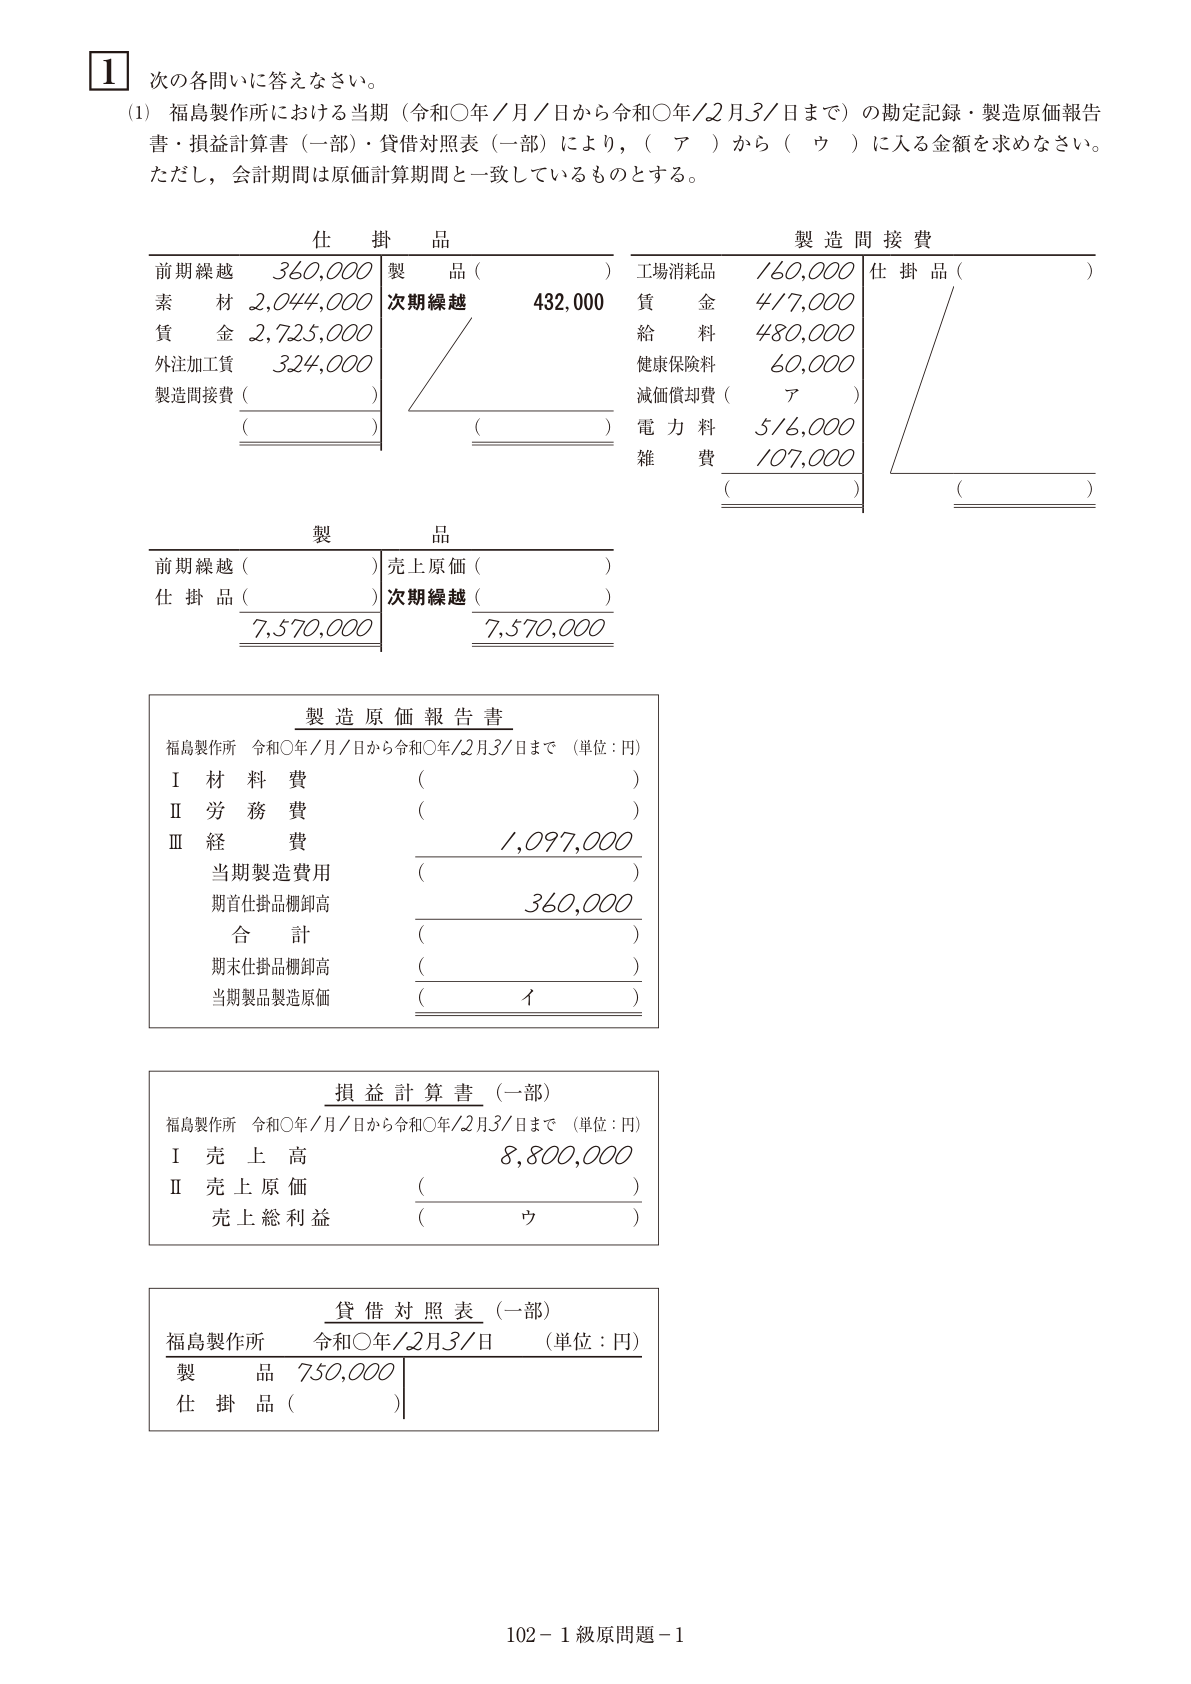 1 次の各問いに答えなさい。
(1) 福島製作所における当期（令和○年1月1日から令和○年12月31日まで）の勘定記録・製造原価報告
書・損益計算書（一部）・貸借対照表（一部）により，（　ア　）から（　ウ　）に入る金額を求めなさい。
ただし，会計期間は原価計算期間と一致しているものとする。
仕　掛　品
前期繰越 360,000 製　品（　　）
素　材 2,044,000 次期繰越 432,000
賃　金 2,725,000
外注加工賃 324,000
製造間接費（　　）
（　　）（　　）
製造間接費
工場消耗品 160,000 仕掛品（　　）
賃　金 417,000
給　料 480,000
健康保険料 60,000
減価償却費（　ア　）
電力料 516,000
雑　費 107,000
（　　）（　　）
製　品
前期繰越（　　）売上原価（　　）
仕掛品（　　）次期繰越（　　）
7,570,000 7,570,000
製造原価報告書
福島製作所　令和○年1月1日から令和○年12月31日まで　（単位：円）
Ⅰ 材料費（　　）
Ⅱ 労務費（　　）
Ⅲ 経　費 1,097,000
当期製造費用（　　）
期首仕掛品棚卸高 360,000
合　計（　　）
期末仕掛品棚卸高（　　）
当期製品製造原価（　イ　）
損益計算書（一部）
福島製作所　令和○年1月1日から令和○年12月31日まで　（単位：円）
Ⅰ 売上高 8,800,000
Ⅱ 売上原価（　　）
売上総利益（　ウ　）
貸借対照表（一部）
福島製作所　令和○年12月31日　（単位：円）
製　品 750,000
仕掛品（　　）
102－１級原問題－1